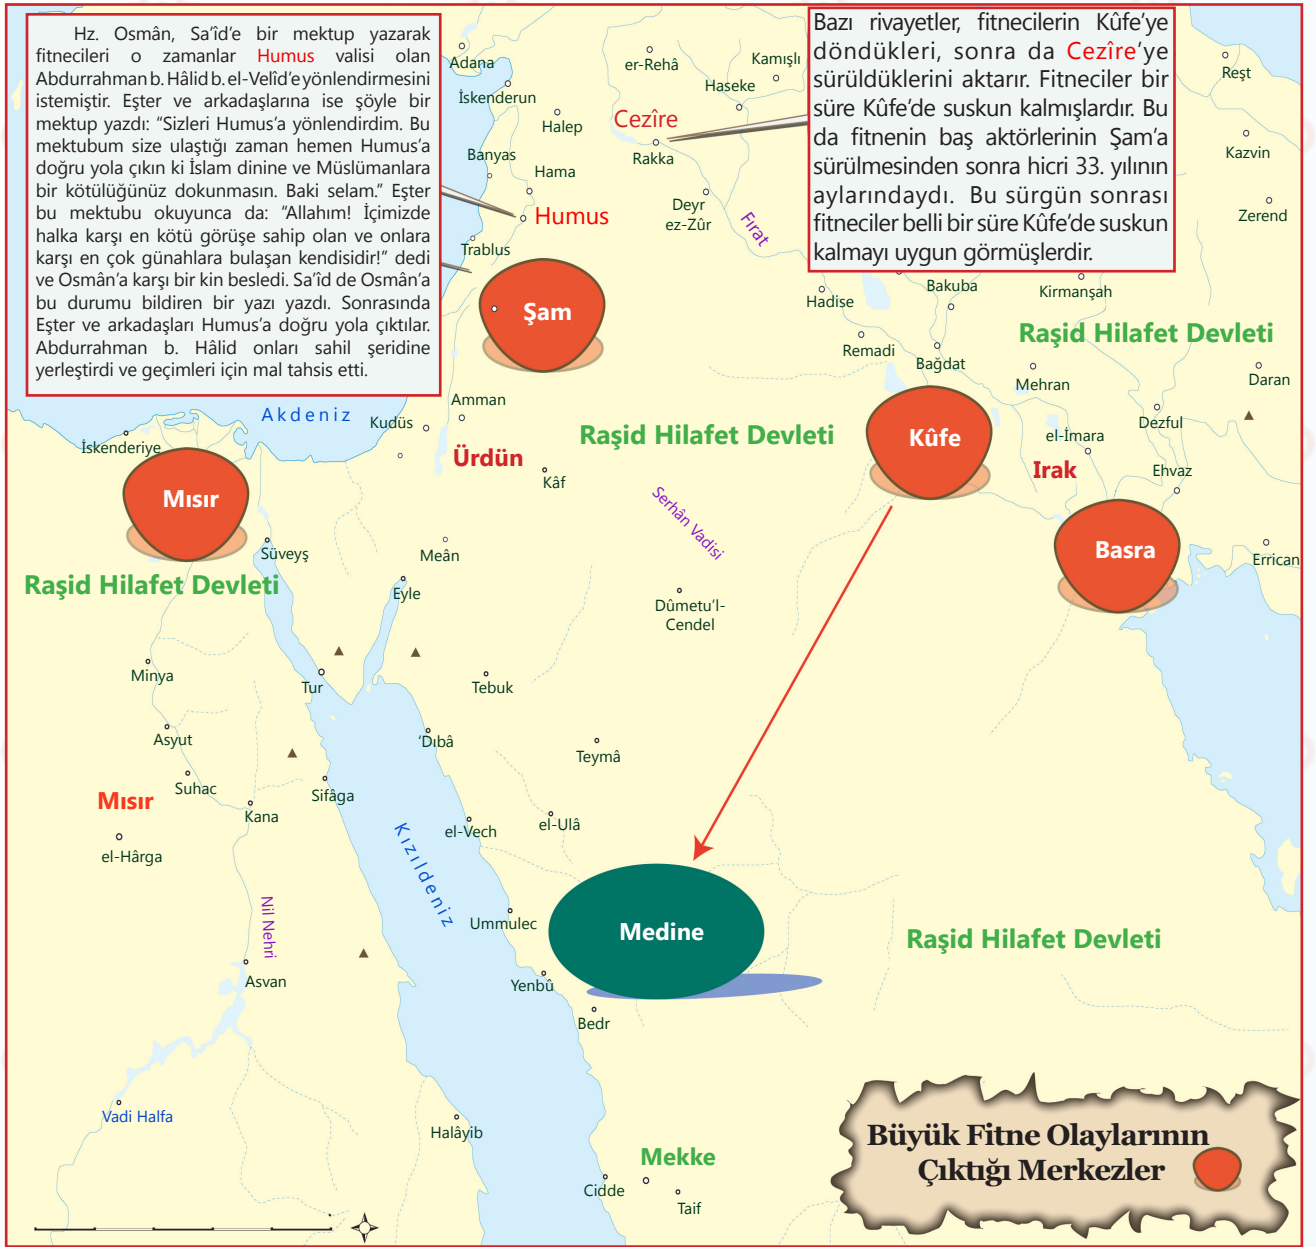 Hz. Osmân, Sa’îd’e bir mektup yazarak
fitnecileri o zamanlar Humus valisi olan
Abdurrahman b. Hâlid b. el-Velîd’e yönlendirmesini
istemiştir. Eşter ve arkadaşlarına ise şöyle bir
mektup yazdı: “Sizleri Humus’a yönlendirdim. Bu
mektubum size ulaştığı zaman hemen Humus’a
doğru yola çıkın ki İslam dinine ve Müslümanlara
bir kötülüğünüz dokunmasın. Baki selam.” Eşter
bu mektubu okuyunca da: “Allahım! İçimizde
halka karşı en kötü görüşe sahip olan ve onlara
karşı en çok günahlara bulaşan kendisidir!” dedi
ve Osmân’a karşı bir kin besledi. Sa’îd de Osmân’a
bu durumu bildiren bir yazı yazdı. Sonrasında
Eşter ve arkadaşları Humus’a doğru yola çıktılar.
Abdurrahman b. Hâlid onları sahil şeridine
yerleştirdi ve geçimleri için mal tahsis etti.
Bazı rivayetler, fitnecilerin Kûfe’ye
döndükleri, sonra da Cezîre’ye
sürüldüklerini aktarır. Fitneciler bir
süre Kûfe’de suskun kalmışlardır. Bu
da fitnenin baş aktörlerinin Şam’a
sürülmesinden sonra hicri 33. yılının
aylarındaydı. Bu sürgün sonrası
fitneciler belli bir süre Kûfe’de suskun
kalmayı uygun görmüşlerdir.
Adana
er-Rehâ
Kamışlı
Haseke
Reşt
İskenderun
Halep
Cezîre
Rakka
Kazvin
Banyas
Hama
Deyr
ez-Zûr
Humus
Fırat
Zerend
Trablus
Şam
Hadise
Bakuba
Kirmanşah
Raşid Hilafet Devleti
Remadi
Bağdat
Mehran
Daran
Akdeniz
Kudüs
Amman
Ürdün
Raşid Hilafet Devleti
Kûfe
el-İmara
Dezful
Irak
Ehvaz
İskenderiye
Mısır
Kâf
Serhân Vadisi
Basra
Errican
Süveyş
Meân
Raşid Hilafet Devleti
Eyle
Dûmetu’l-
Cendel
Minya
Tur
Tebuk
Asyut
‘Dıbâ
Teymâ
Suhac
Sifâga
Mısır
Kana
el-Hârga
el-Vech
el-Ulâ
Kızıldeniz
Nil Nehri
Ummulec
Medine
Raşid Hilafet Devleti
Asvan
Yenbû
Bedr
Vadi Halfa
Halâyib
Mekke
Cidde
Taif
Büyük Fitne Olaylarının
Çıktığı Merkezler